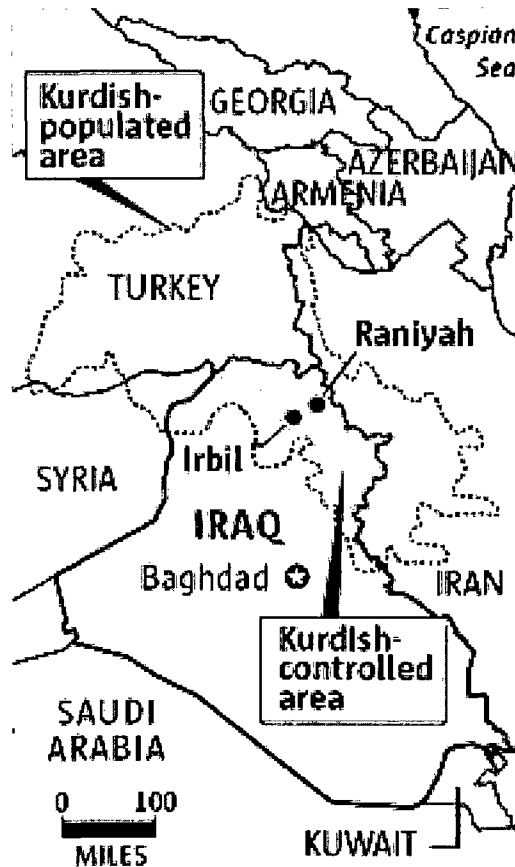 Caspian
Sea
Kurdish-
populated
area
GEORGIA
AZERBAIJAN
ARMENIA
TURKEY
Raniyah
Irbil
SYRIA
IRAQ
Baghdad
IRAN
Kurdish-
controlled
area
SAUDI
ARABIA
0 100
MILES
KUWAIT